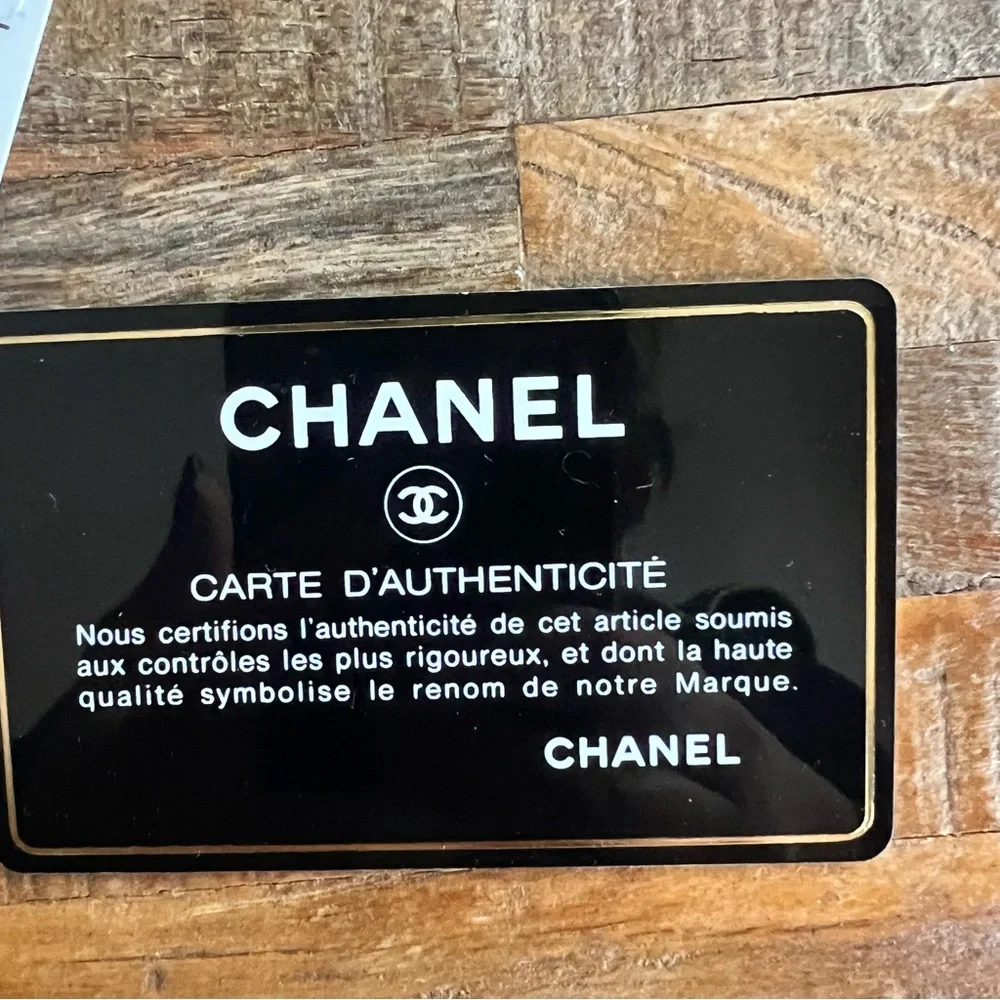 CHANEL
CARTE D'AUTHENTICITÉ
Nous certifions l'authenticité de cet article soumis
aux contrôles les plus rigoureux, et dont la haute
qualité symbolise le renom de notre Marque.
CHANEL